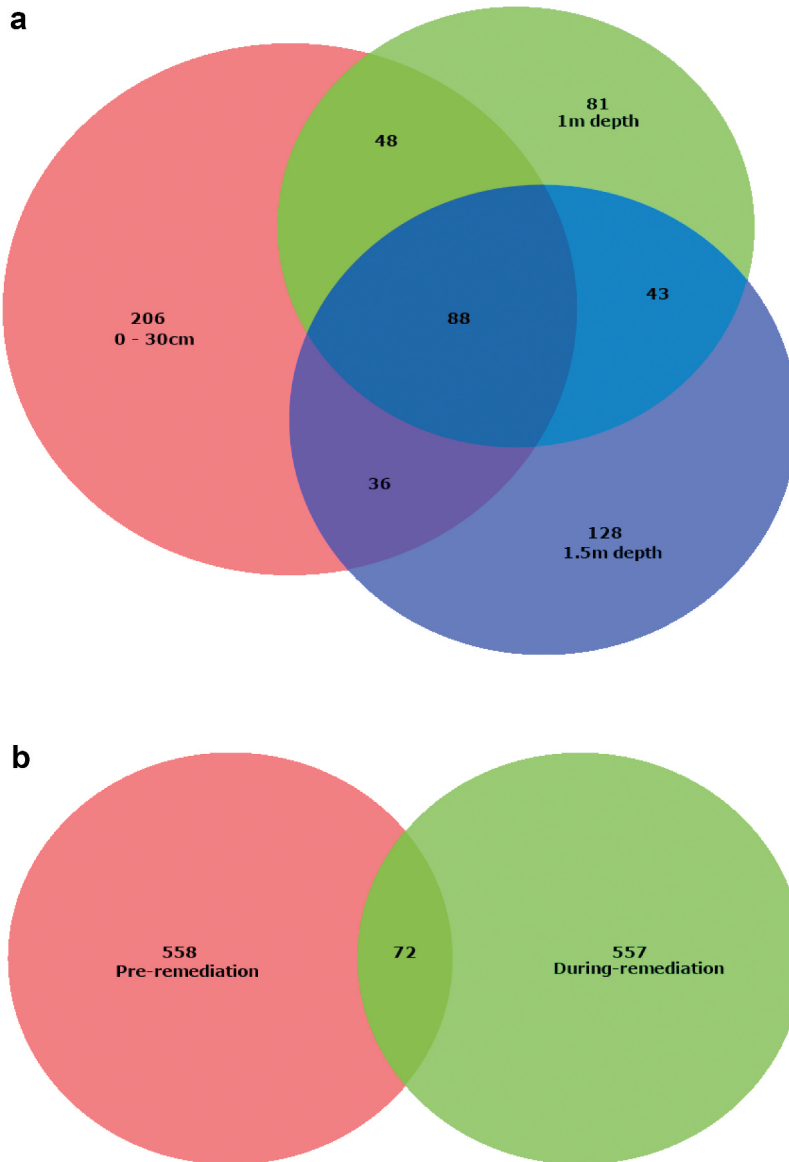 a
81
1m depth
48
43
206
0 - 30cm
88
36
128
1.5m depth
b
558
Pre-remediation
72
557
During-remediation